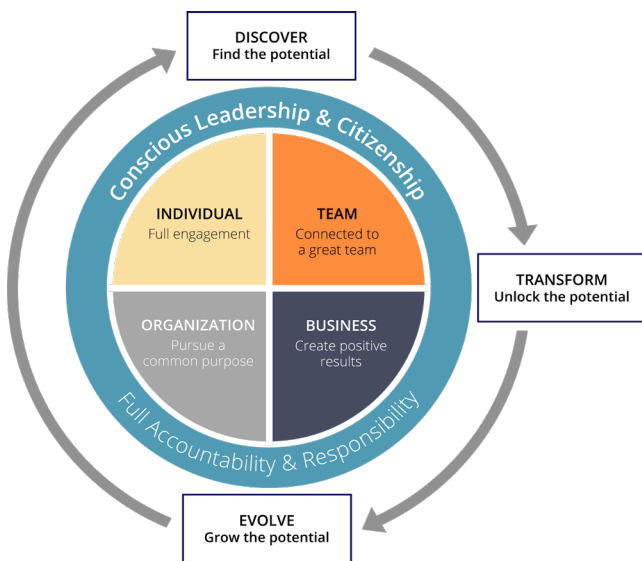 DISCOVER
Find the potential
Conscious Leadership & Citizenship
INDIVIDUAL
Full engagement
TEAM
Connected to
a great team
TRANSFORM
Unlock the potential
ORGANIZATION
Pursue a
common purpose
BUSINESS
Create positive
results
Full Accountability & Responsibility
EVOLVE
Grow the potential